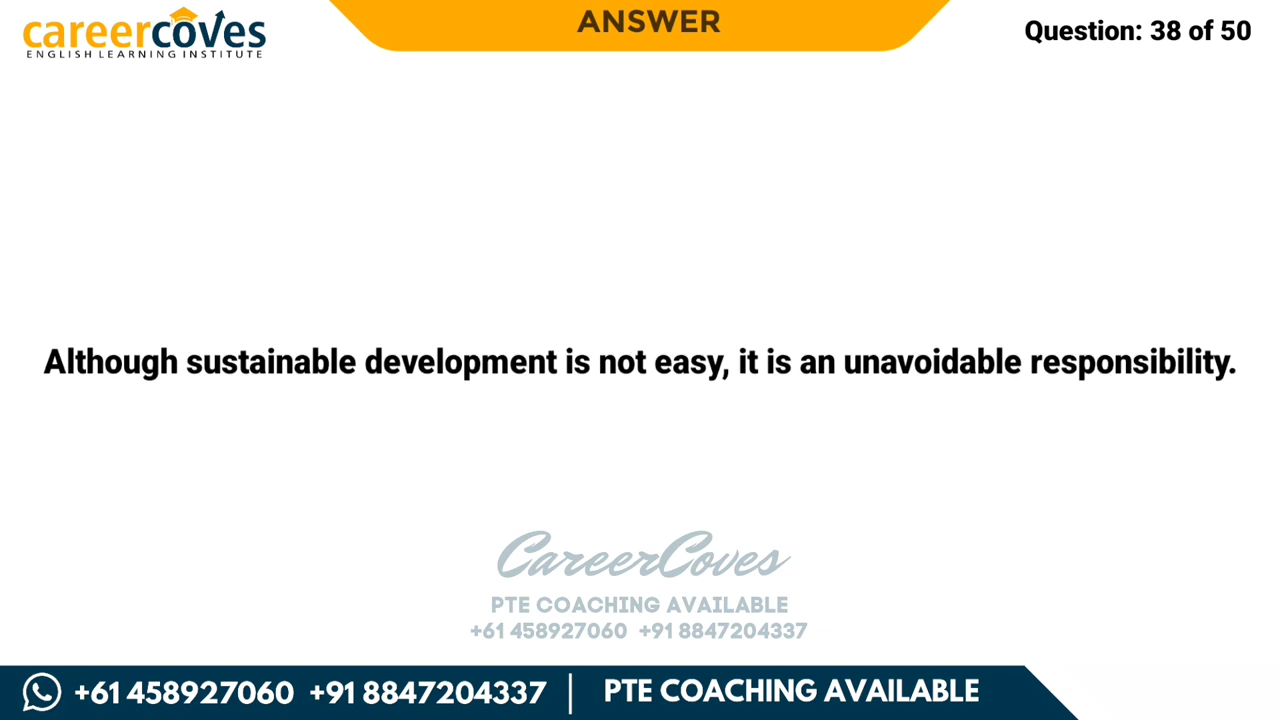 careercoves
ENGLISH LEARNING INSTITUTE
ANSWER
Question: 38 of 50
Although sustainable development is not easy, it is an unavoidable responsibility.
CareerCoves
PTE COACHING AVAILABLE
+61 458927060 +91 8847204337
+61 458927060 +91 8847204337 | PTE COACHING AVAILABLE